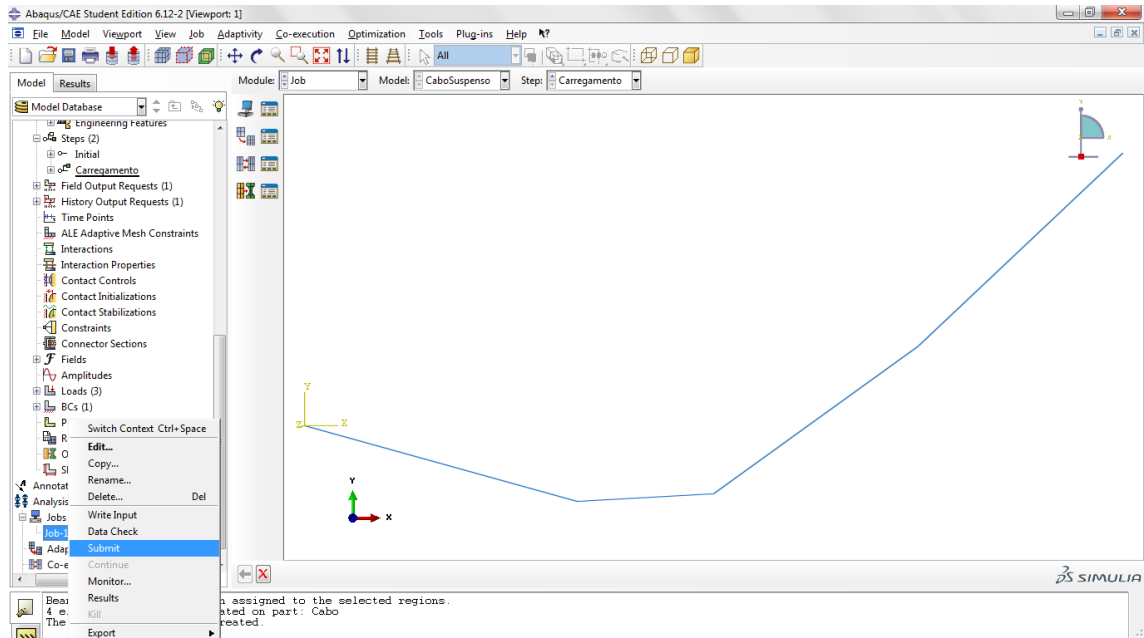 Abaqus/CAE Student Edition 6.12-2 [Viewport: 1]
File Model Viewport View Job Adaptivity Co-execution Optimization Tools Plug-ins Help
All
Model Results
Module: Job Model: CaboSuspenso Step: Carregamento
Model Database
Engineering Features
Steps (2)
Initial
Carregamento
Field Output Requests (1)
History Output Requests (1)
Time Points
ALE Adaptive Mesh Constraints
Interactions
Interaction Properties
Contact Controls
Contact Initializations
Contact Stabilizations
Constraints
Connector Sections
Fields
Amplitudes
Loads (3)
BCs (1)
P
R
O
Sk
Annotat
Analysis
Jobs
Job-1
Adap
Co-e
Switch Context Ctrl+Space
Edit...
Copy...
Rename...
Delete... Del
Write Input
Data Check
Submit
Continue
Monitor...
Results
Kill
Export
Y
X
Z
Y
X
Y
X
SIMULIA
Bea
n assigned to the selected regions.
4 e
ated on part: Cabo
The
reated.